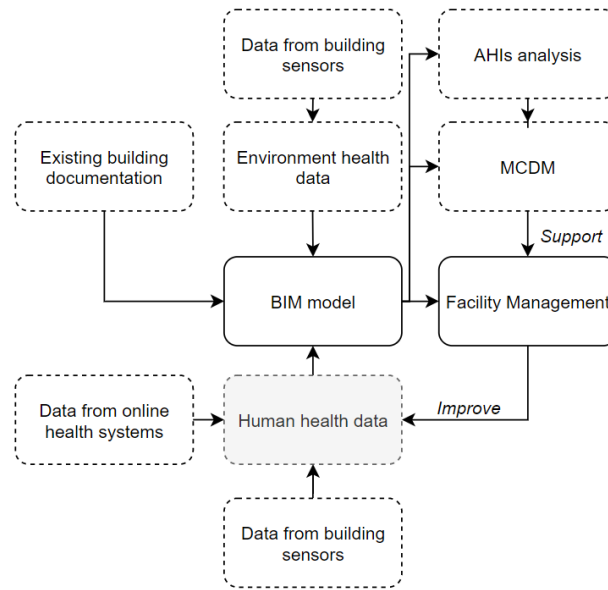 Data from building
sensors
AHIs analysis
Existing building
documentation
Environment health
data
MCDM
Support
BIM model
Facility Management
Data from online
health systems
Human health data
Improve
Data from building
sensors